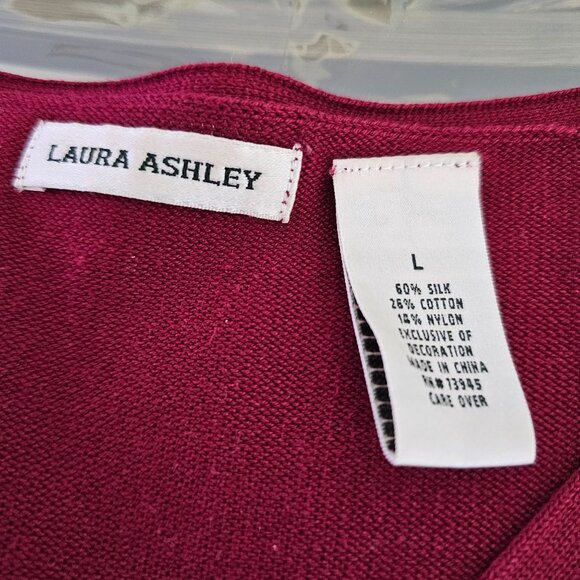 LAURA ASHLEY
L
60% SILK
26% COTTON
14% NYLON
EXCLUSIVE OF
DECORATION
MADE IN CHINA
RN# 73945
CARE OVER